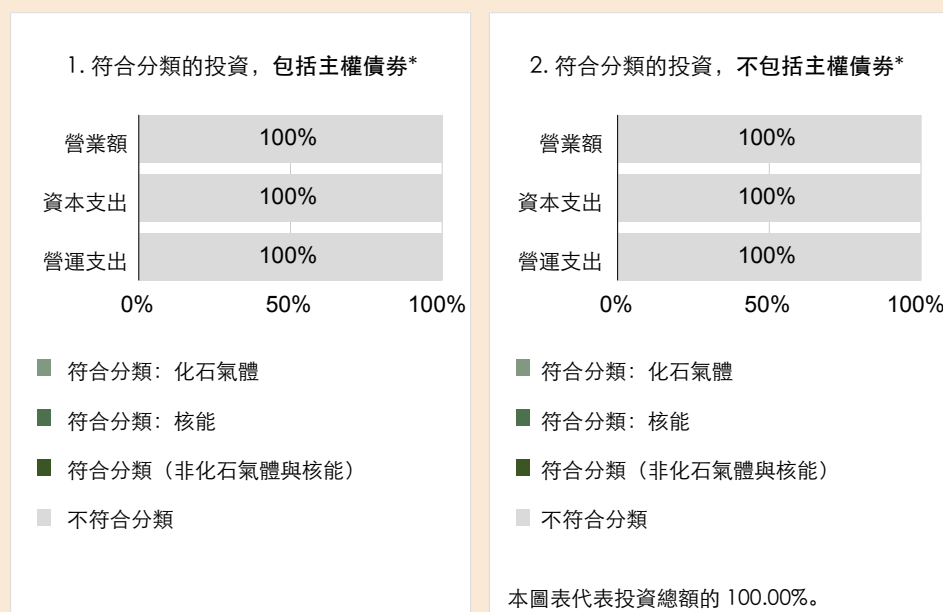 1. 符合分類的投資，包括主權債券*
營業額 100%
資本支出 100%
營運支出 100%
0% 50% 100%
符合分類：化石氣體
符合分類：核能
符合分類（非化石氣體與核能）
不符合分類
2. 符合分類的投資，不包括主權債券*
營業額 100%
資本支出 100%
營運支出 100%
0% 50% 100%
符合分類：化石氣體
符合分類：核能
符合分類（非化石氣體與核能）
不符合分類
本圖表代表投資總額的 100.00%。